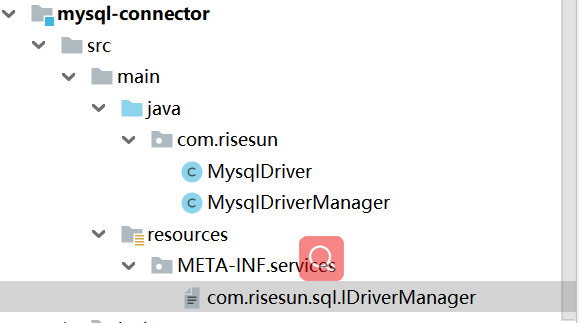 mysql-connector
src
main
java
com.risesun
C MysqlDriver
C MysqlDriverManager
resources
META-INF.services
com.risesun.sql.IDriverManager